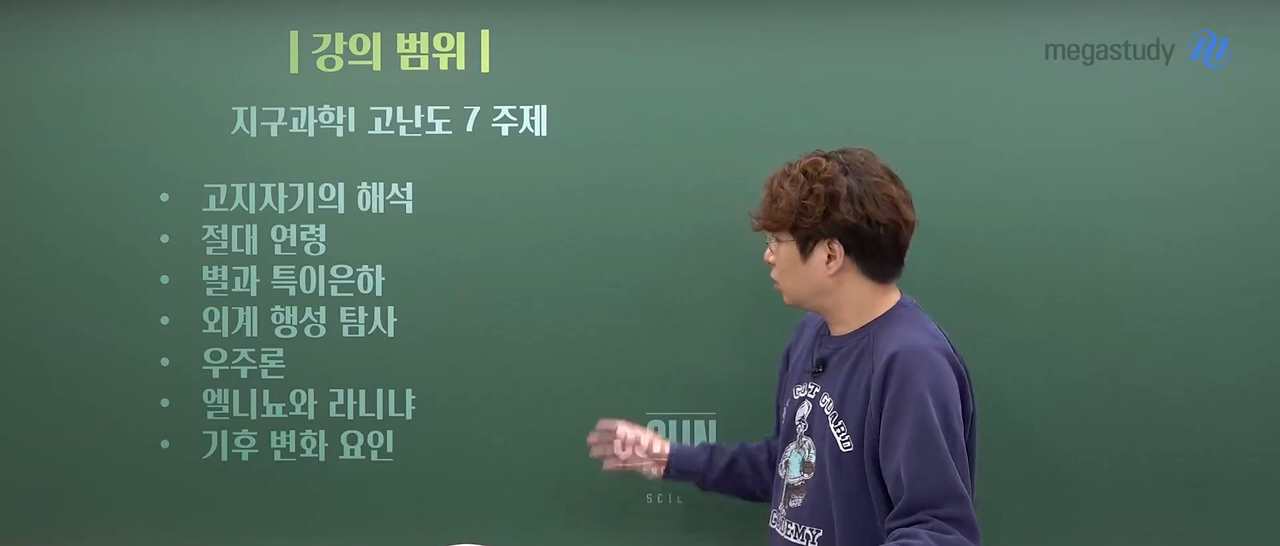 | 강의 범위 |
megastudy
지구과학I 고난도 7 주제
• 고지자기의 해석
• 절대 연령
• 별과 특이은하
• 외계 행성 탐사
• 우주론
• 엘니뇨와 라니냐
• 기후 변화 요인
GUARD